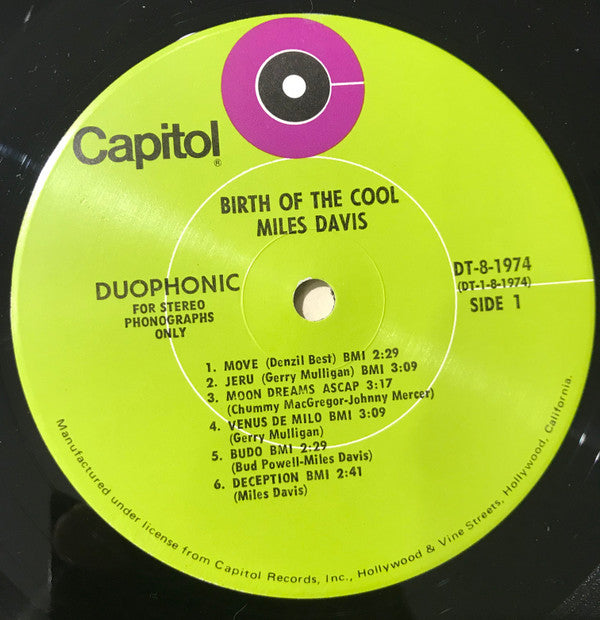 Capitol®
BIRTH OF THE COOL
MILES DAVIS
DUOPHONIC
FOR STEREO
PHONOGRAPHS
ONLY
DT-8-1974
(DT-1-8-1974)
SIDE 1
1. MOVE (Denzil Best) BMI 2:29
2. JERU (Gerry Mulligan) BMI 3:09
3. MOON DREAMS ASCAP 3:17
(Chummy MacGregor-Johnny Mercer)
4. VENUS DE MILO BMI 3:09
(Gerry Mulligan)
5. BUDO BMI 2:29
(Bud Powell-Miles Davis)
6. DECEPTION BMI 2:41
(Miles Davis)
Manufactured under license from Capitol Records, Inc., Hollywood & Vine Streets, Hollywood, California.